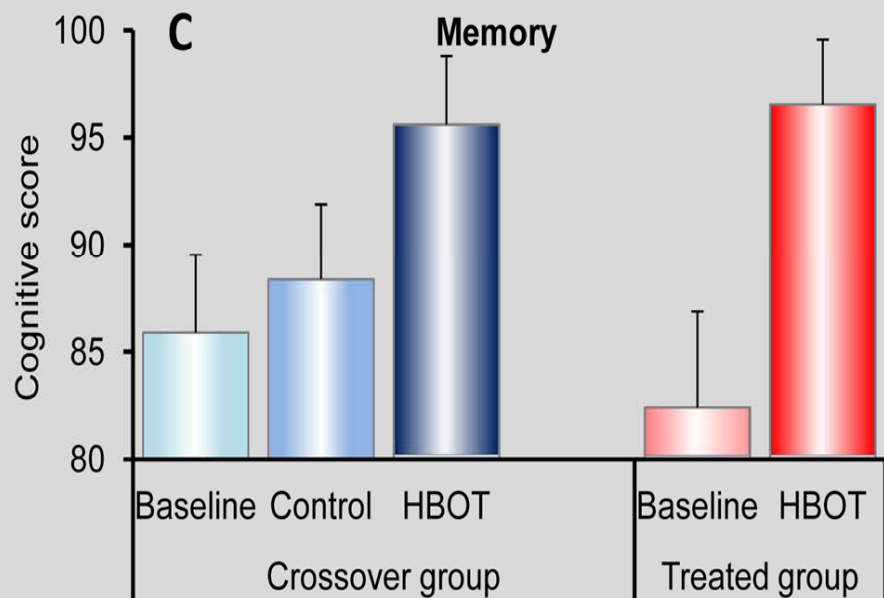 C
Memory
Cognitive score
100
95
90
85
80
Baseline Control HBOT Baseline HBOT
Crossover group Treated group